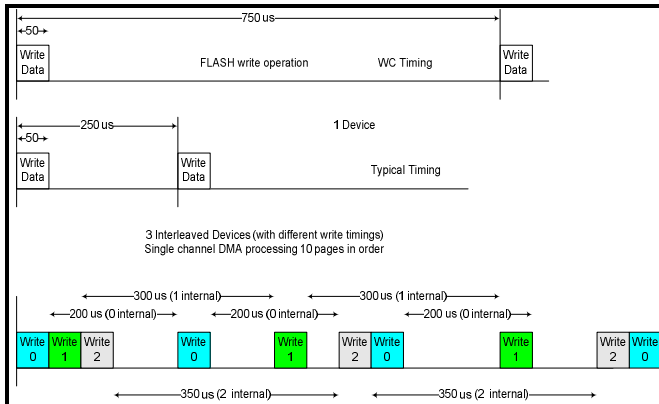 750 us
50
Write
Data
FLASH write operation
WC Timing
Write
Data
250 us
1 Device
50
Write
Data
Write
Data
Typical Timing
3 Interleaved Devices (with different write timings)
Single channel DMA processing 10 pages in order
300 us (1 internal)
300 us (1 internal)
200 us (0 internal)
200 us (0 internal)
200 us (0 internal)
Write
0
Write
1
Write
2
Write
0
Write
1
Write
2
Write
0
Write
1
Write
2
Write
0
350 us (2 internal)
350 us (2 internal)